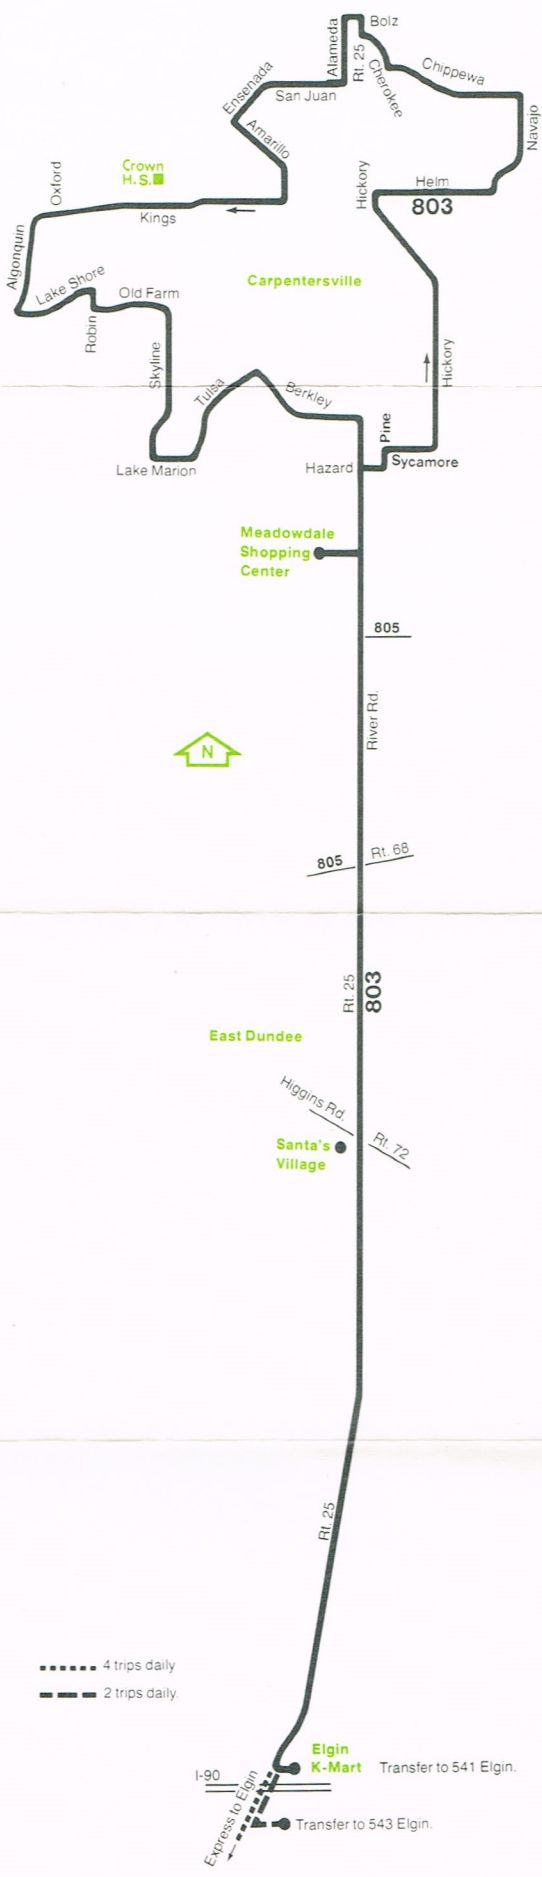 Bolz
Alameda
Rt. 25
Cherokee
Chippewa
Navajo
Ensenada
San Juan
Amarillo
Crown
H.S.
Oxford
Hickory
Helm
803
Kings
Algonquin
Lake Shore
Old Farm
Carpentersville
Robin
Skyline
Hickory
Tulsa
Berkley
Pine
Lake Marion
Hazard
Sycamore
Meadowdale
Shopping
Center
805
River Rd.
N
805
Rt. 68
Rt. 25
803
East Dundee
Higgins Rd.
Santa's
Village
Rt. 72
Rt. 25
4 trips daily
2 trips daily.
Elgin
K-Mart
Transfer to 541 Elgin.
I-90
Express to Elgin
Transfer to 543 Elgin.